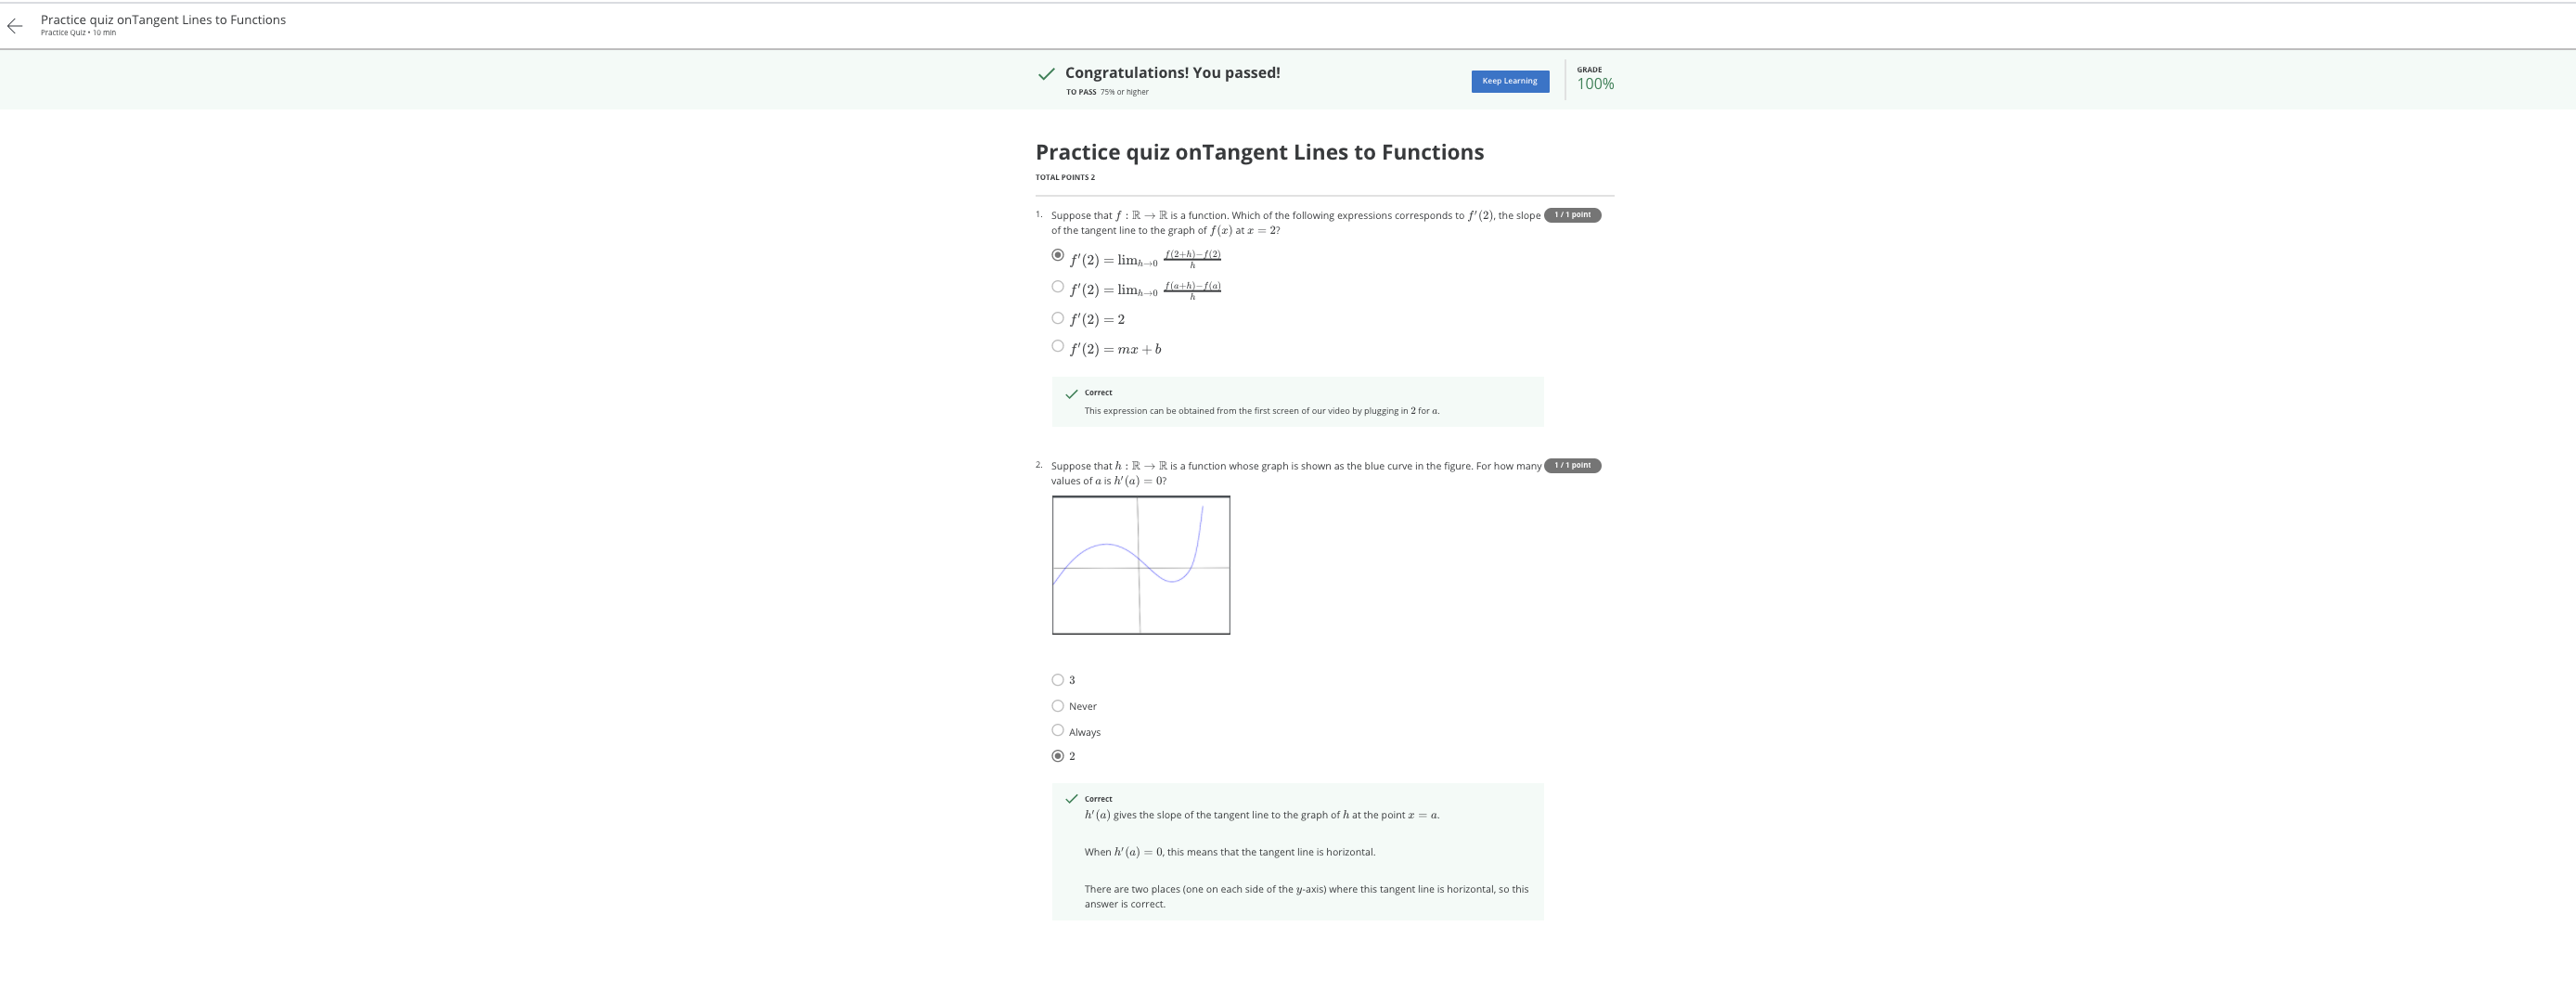 Practice quiz onTangent Lines to Functions
Practice Quiz • 10 min
Congratulations! You passed!
TO PASS 75% or higher
Keep Learning
GRADE
100%
Practice quiz onTangent Lines to Functions
TOTAL POINTS 2
1. Suppose that f : ℝ → ℝ is a function. Which of the following expressions corresponds to f′(2), the slope
of the tangent line to the graph of f(x) at x = 2?
1 / 1 point
f′(2) = lim_{h→0} \frac{f(2+h)−f(2)}{h}
f′(2) = lim_{h→0} \frac{f(a+h)−f(a)}{h}
f′(2) = 2
f′(2) = mx + b
Correct
This expression can be obtained from the first screen of our video by plugging in 2 for a.
2. Suppose that h : ℝ → ℝ is a function whose graph is shown as the blue curve in the figure. For how many
values of a is h′(a) = 0?
1 / 1 point
3
Never
Always
2
Correct
h′(a) gives the slope of the tangent line to the graph of h at the point x = a.
When h′(a) = 0, this means that the tangent line is horizontal.
There are two places (one on each side of the y-axis) where this tangent line is horizontal, so this
answer is correct.